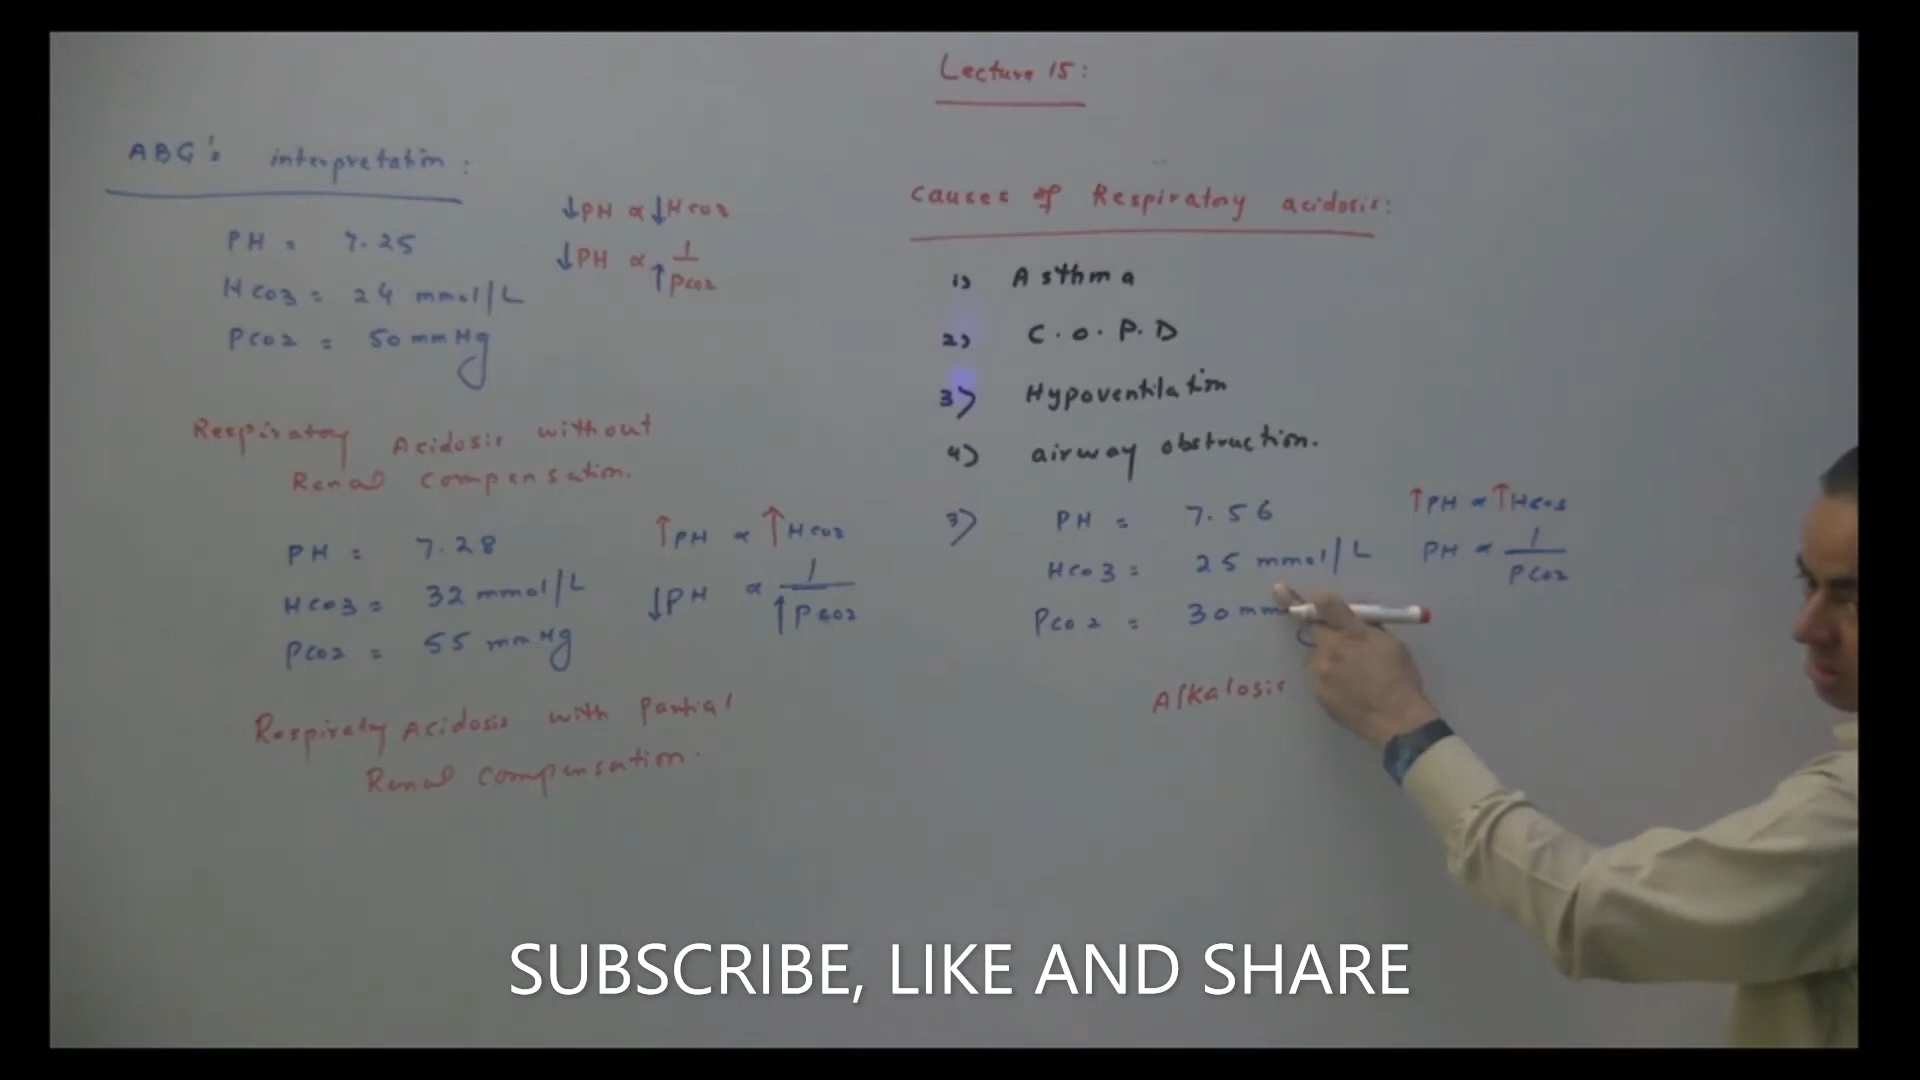 Lecture 15:
ABG's interpretation:
PH = 7.25
HCO3 = 24 mmol/L
PCO2 = 50 mmHg
↓PH ∝ ↓HCO3
↓PH ∝ 1/↑PCO2
Respiratory Acidosis without
Renal Compensation.
PH = 7.28
HCO3 = 32 mmol/L
PCO2 = 55 mmHg
↑PH ∝ ↑HCO3
↓PH ∝ 1/↑PCO2
Respiratory Acidosis with Partial
Renal Compensation.
Causes of Respiratory acidosis:
1) Asthma
2) C.O.P.D
3) Hypoventilation
4) airway obstruction.
3) PH = 7.56
HCO3 = 25 mmol/L
PCO2 = 30 mm
↑PH ∝ ↑HCO3
PH ∝ 1/PCO2
Alkalosis
SUBSCRIBE, LIKE AND SHARE